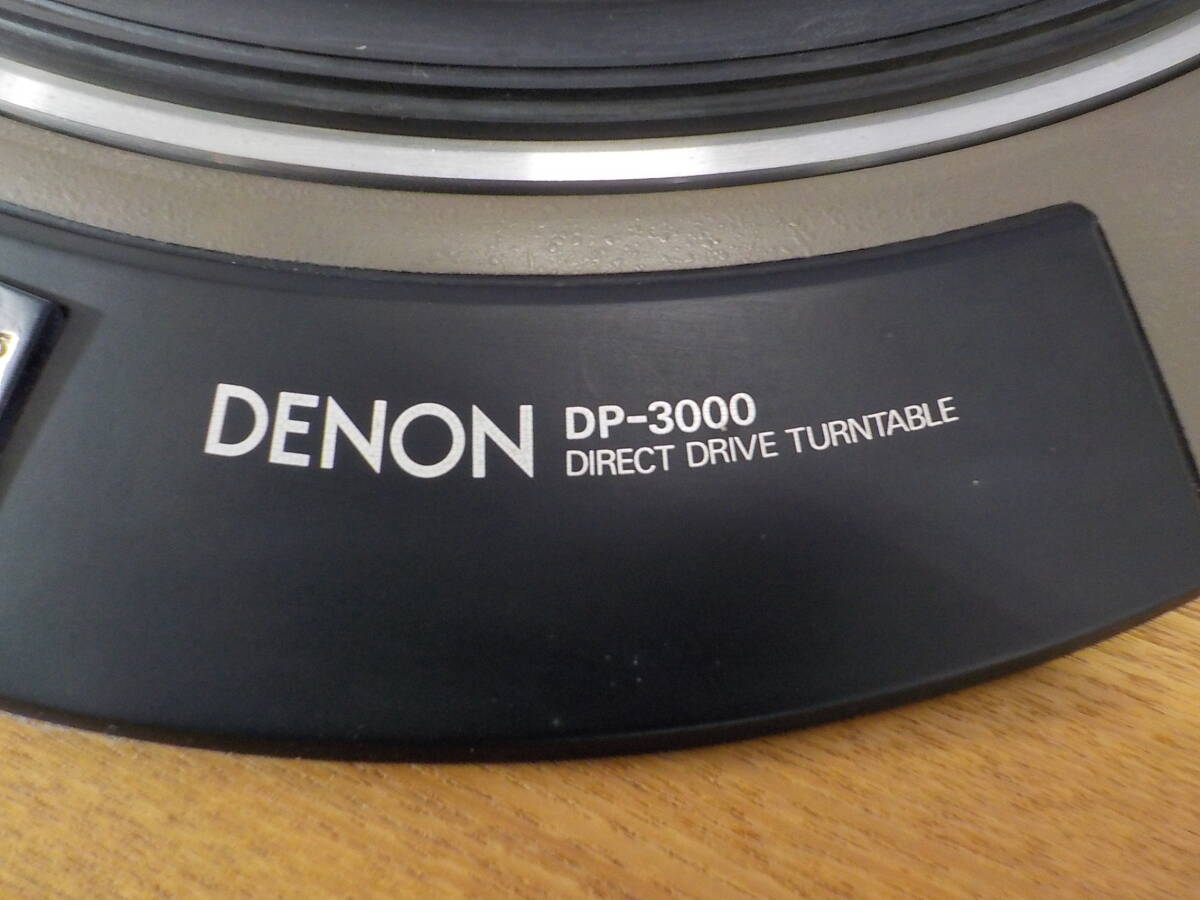 DENON
DP-3000
DIRECT DRIVE TURNTABLE